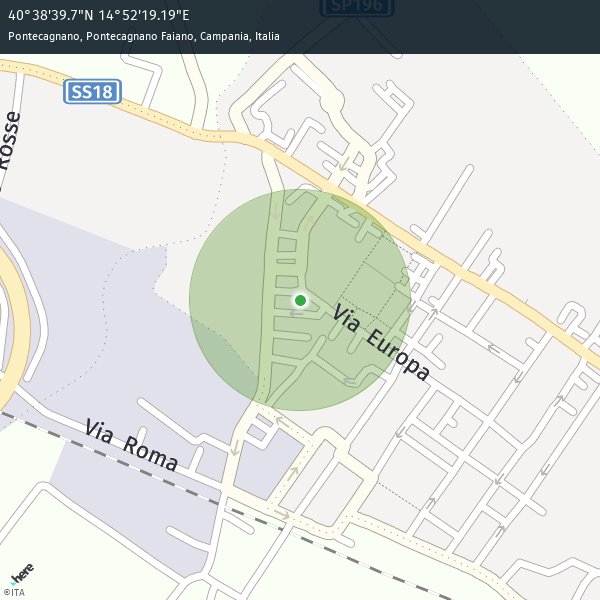 40°38'39.7"N 14°52'19.19"E
Pontecagnano, Pontecagnano Faiano, Campania, Italia
SP196
SS18
Rosse
Via Europa
Via Roma
here
©ITA